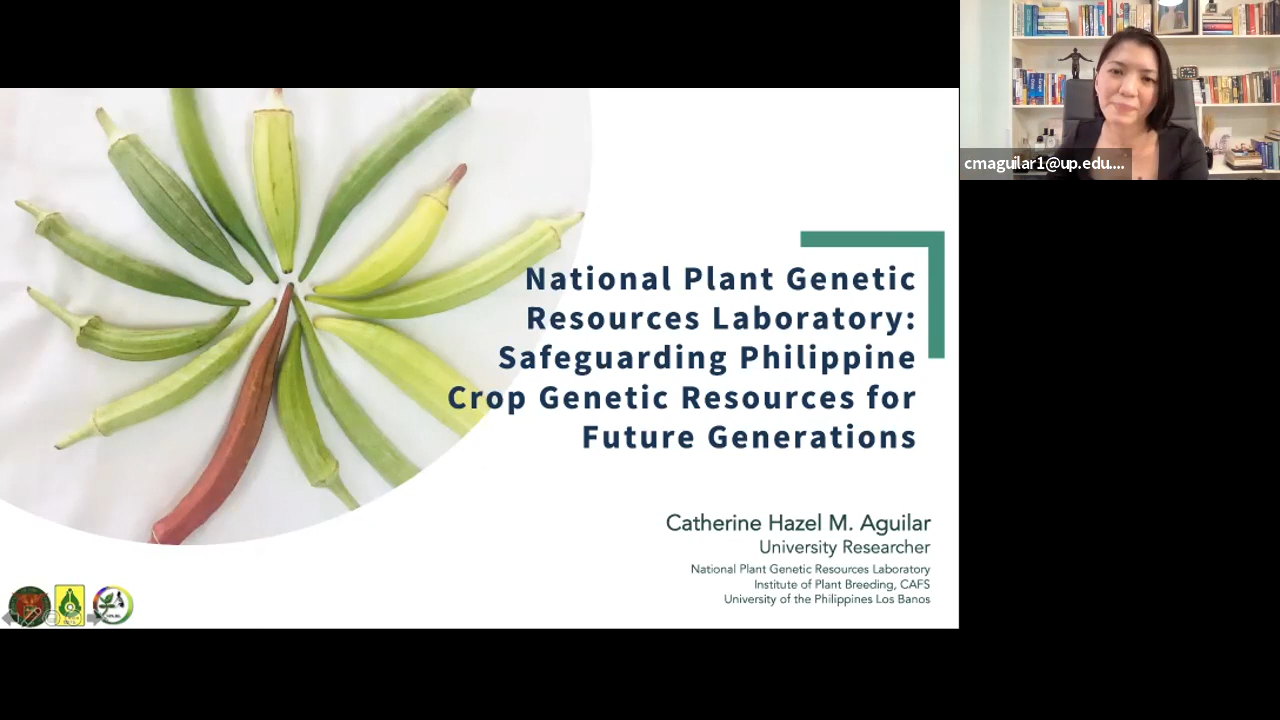 cmaguilar1@up.edu....
National Plant Genetic
Resources Laboratory:
Safeguarding Philippine
Crop Genetic Resources for
Future Generations
Catherine Hazel M. Aguilar
University Researcher
National Plant Genetic Resources Laboratory
Institute of Plant Breeding, CAFS
University of the Philippines Los Banos